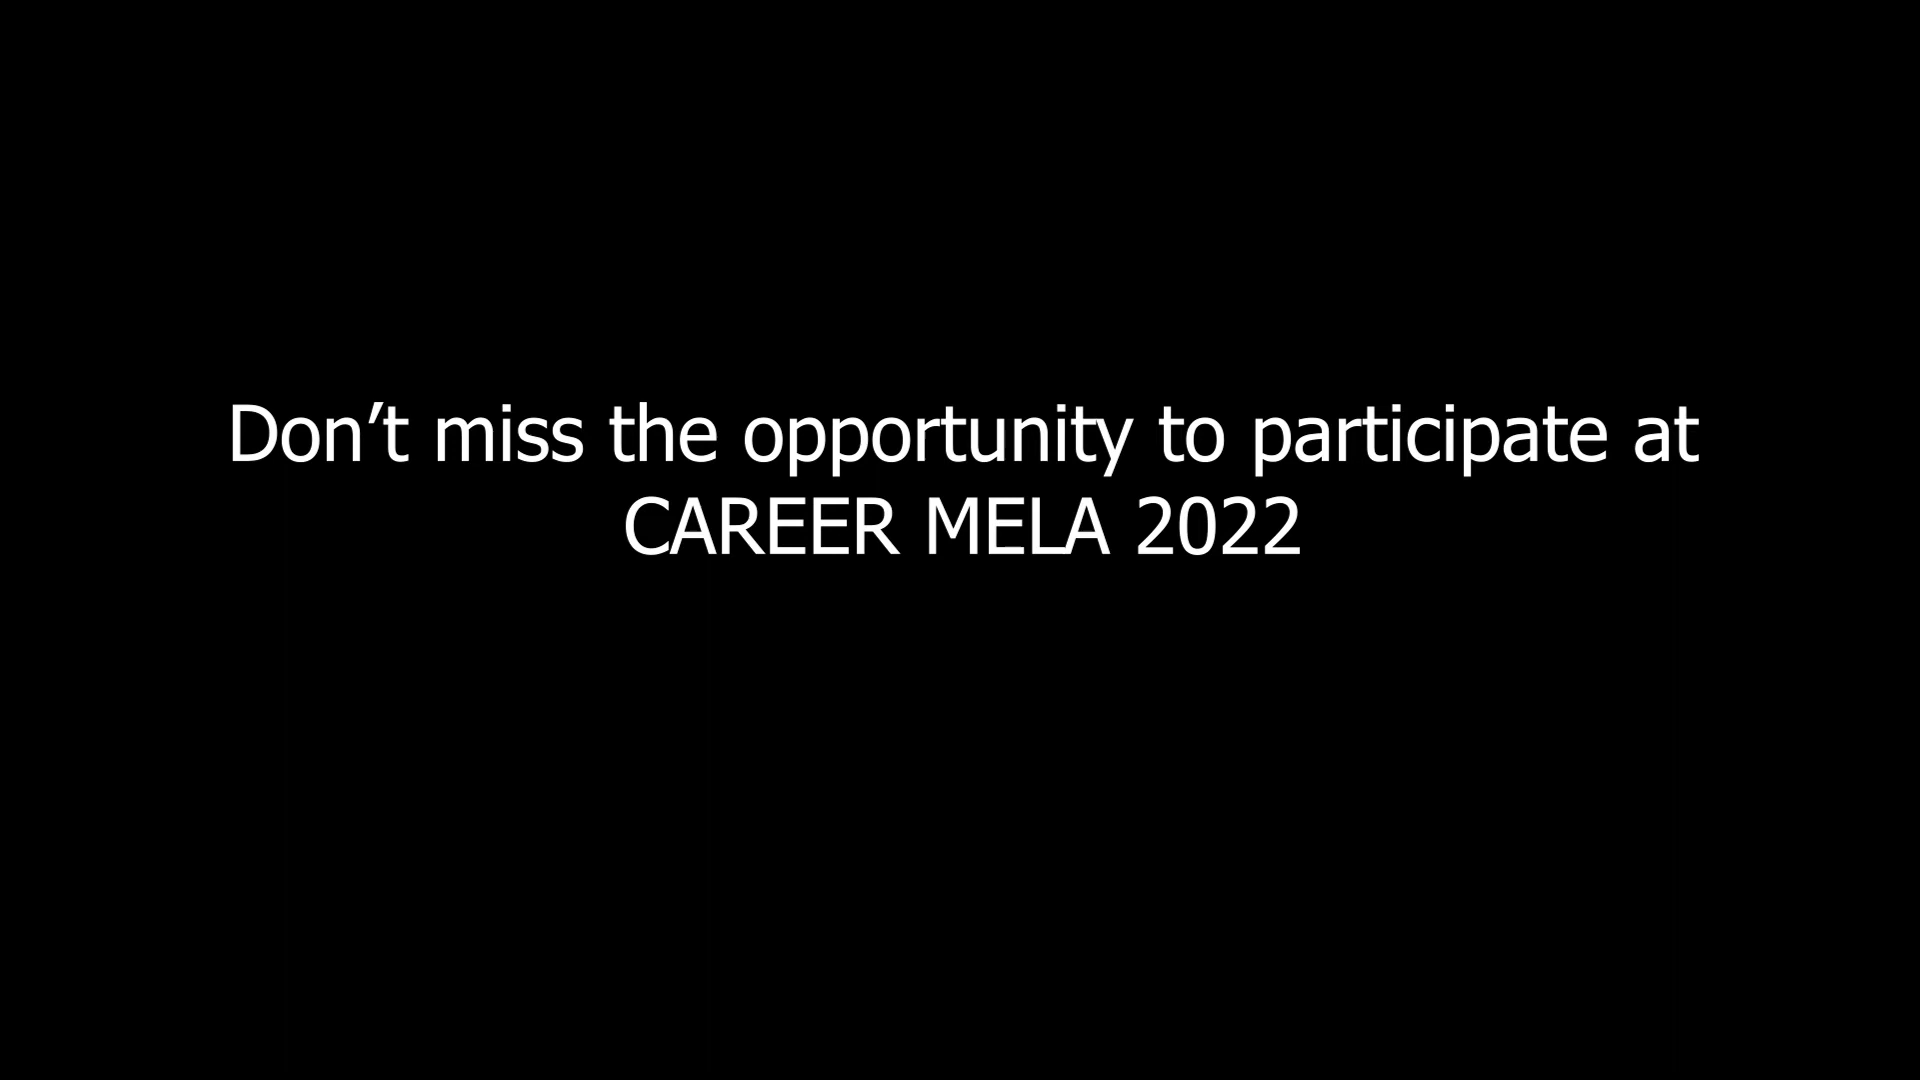 Don’t miss the opportunity to participate at
CAREER MELA 2022